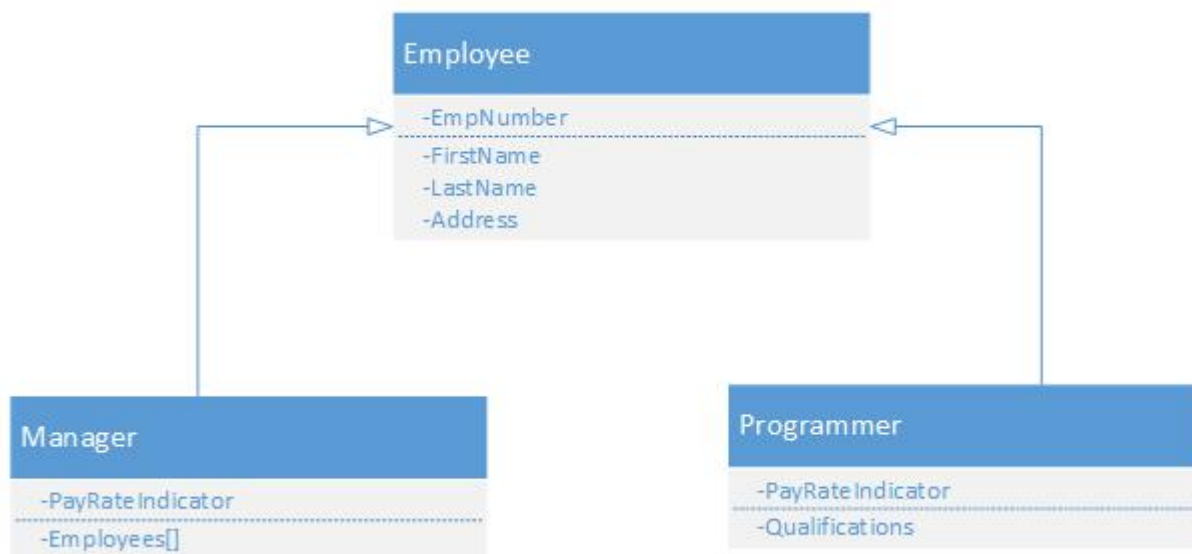 Employee
-EmpNumber
-FirstName
-LastName
-Address
Manager
-PayRateIndicator
-Employees[]
Programmer
-PayRateIndicator
-Qualifications